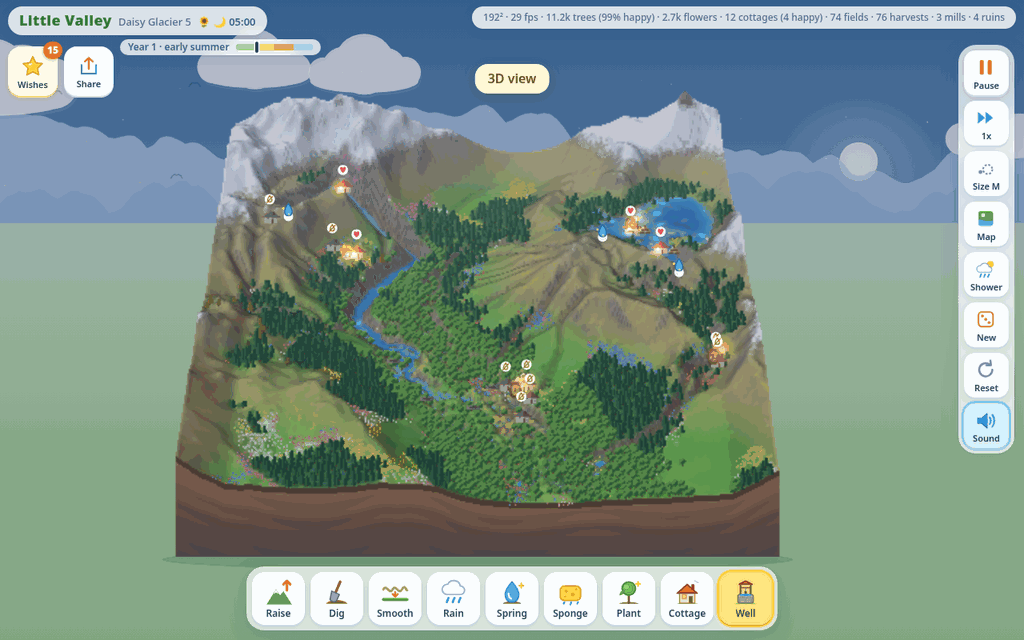 Little Valley Daisy Glacier 5 05:00
192² · 29 fps · 11.2k trees (99% happy) · 2.7k flowers · 12 cottages (4 happy) · 74 fields · 76 harvests · 3 mills · 4 ruins
Year 1 · early summer
15
Wishes
Share
3D view
Pause
1x
Size M
Map
Shower
New
Reset
Sound
Raise
Dig
Smooth
Rain
Spring
Sponge
Plant
Cottage
Well